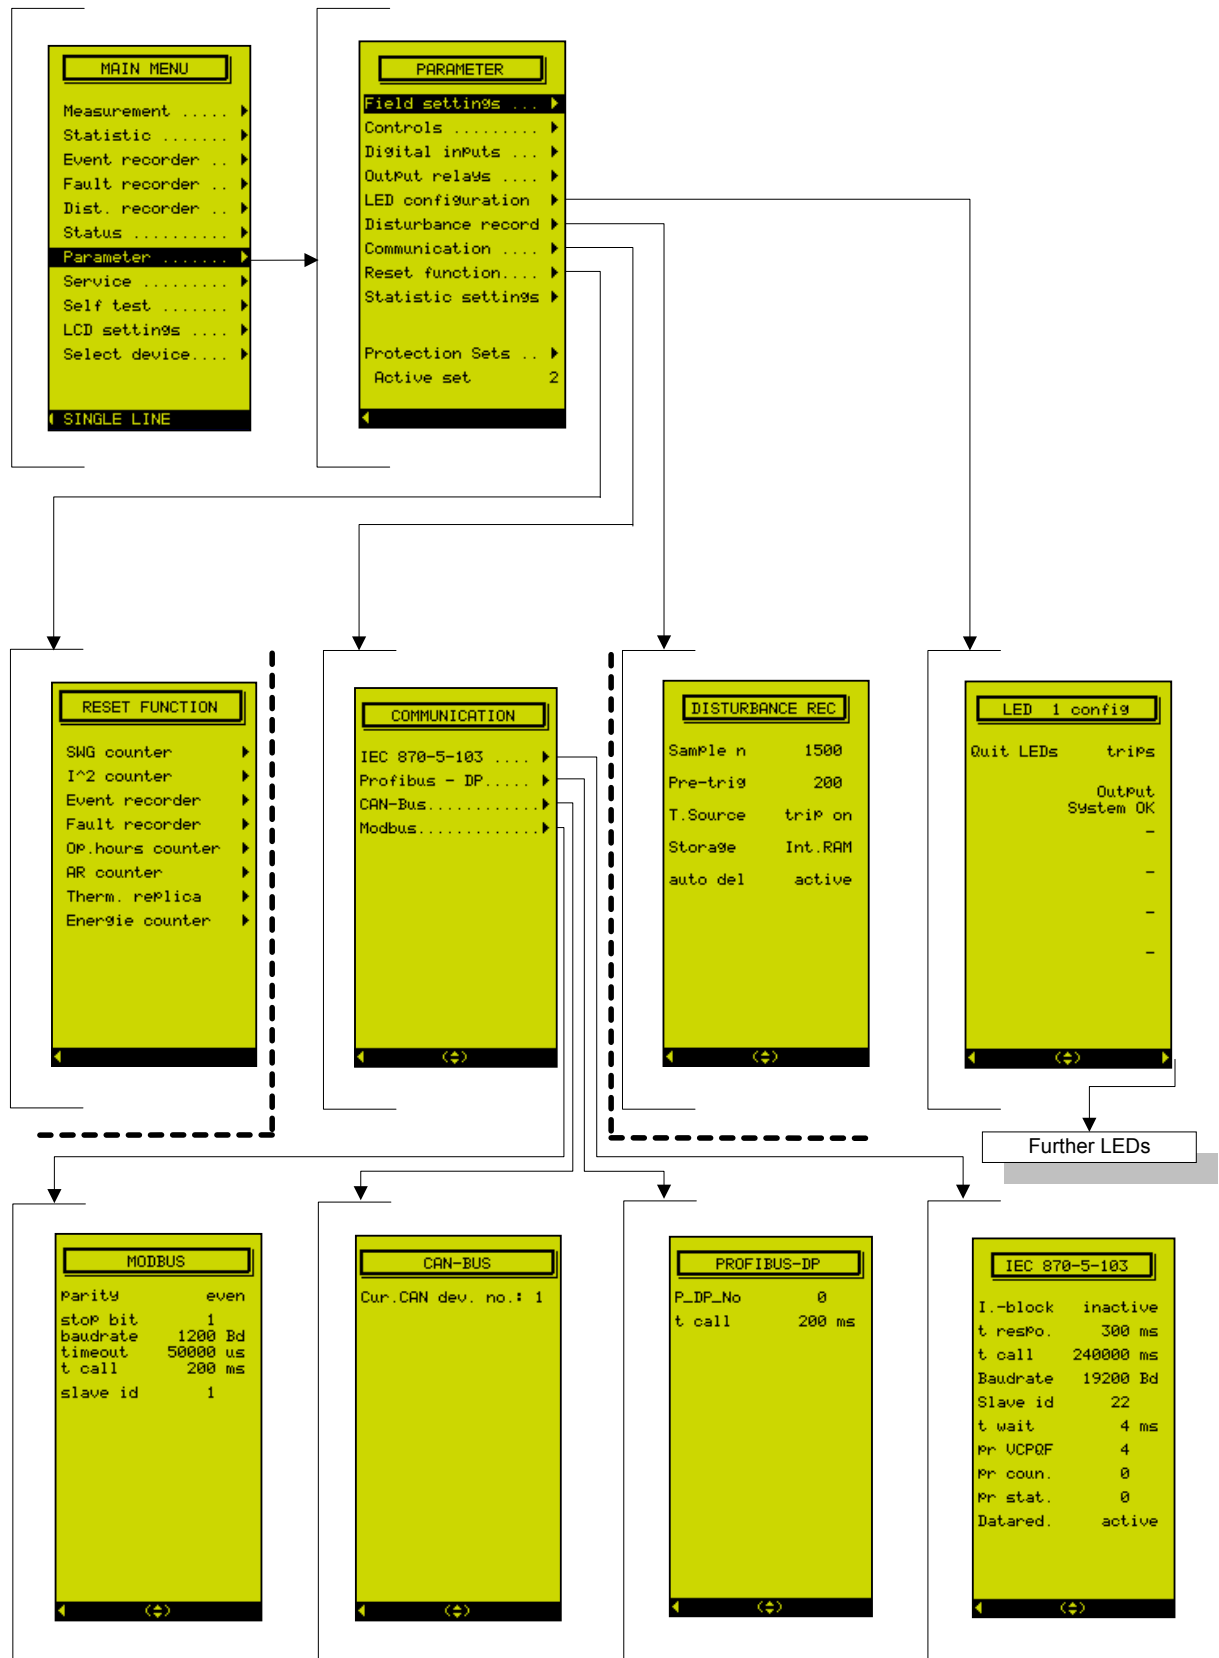 MAIN MENU
Measurement .....
Statistic .......
Event recorder ..
Fault recorder ..
Dist. recorder ..
Status ..........
Parameter .......
Service .........
Self test .......
LCD settings ....
Select device....
SINGLE LINE
PARAMETER
Field settings ...
Controls .........
Digital inputs ...
Output relays ....
LED configuration
Disturbance record
Communication ....
Reset function....
Statistic settings
Protection Sets ..
Active set 2
RESET FUNCTION
SWG counter
I^2 counter
Event recorder
Fault recorder
Op.hours counter
AR counter
Therm. replica
Energie counter
COMMUNICATION
IEC 870-5-103 ....
Profibus - DP.....
CAN-Bus............
Modbus.............
DISTURBANCE REC
Sample n 1500
Pre-trig 200
T.Source trip on
Storage Int.RAM
auto del active
LED 1 config
Quit LEDs trips
Output
System OK
-
-
-
-
Further LEDs
MODBUS
parity even
stop bit 1
baudrate 1200 Bd
timeout 50000 us
t call 200 ms
slave id 1
CAN-BUS
Cur.CAN dev. no.: 1
PROFIBUS-DP
P_DP_No 0
t call 200 ms
IEC 870-5-103
I.-block inactive
t respo. 300 ms
t call 240000 ms
Baudrate 19200 Bd
Slave id 22
t wait 4 ms
pr VCPQF 4
pr coun. 0
pr stat. 0
Datared. active